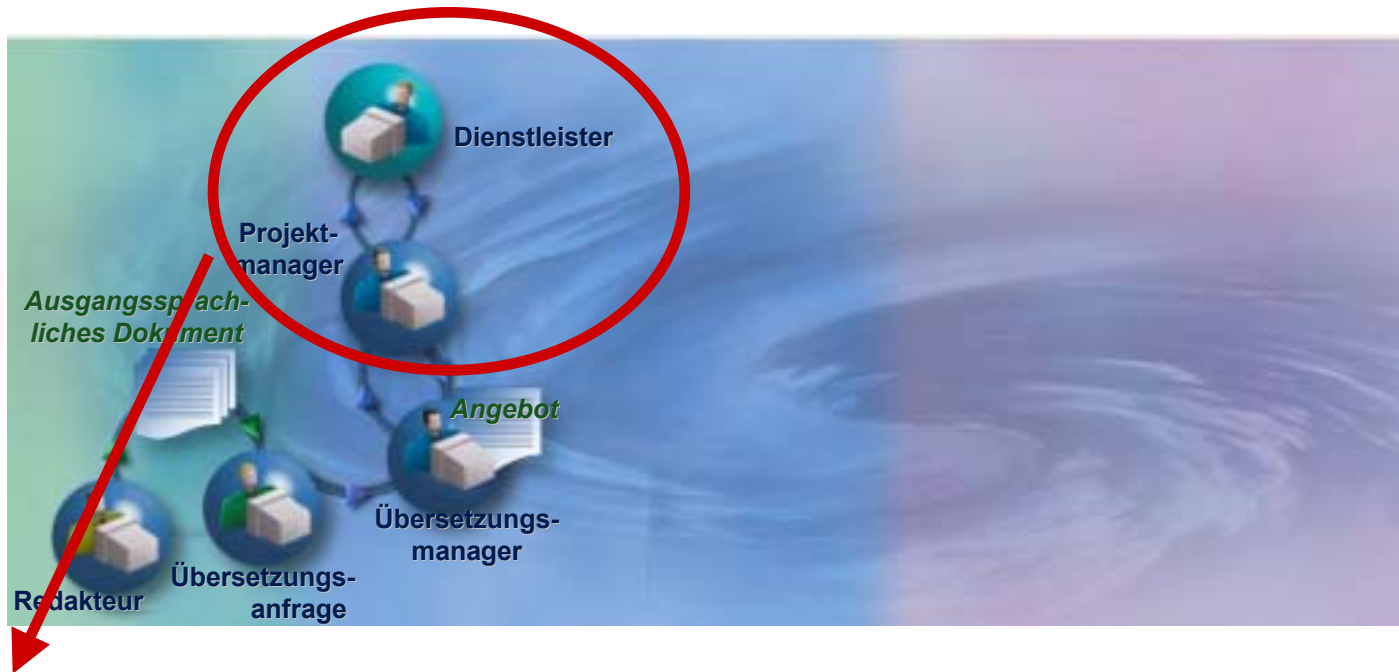 Dienstleister
Projekt-
manager
Ausgangssprach-
liches Dokument
Angebot
Übersetzungs-
manager
Übersetzungs-
anfrage
Redakteur